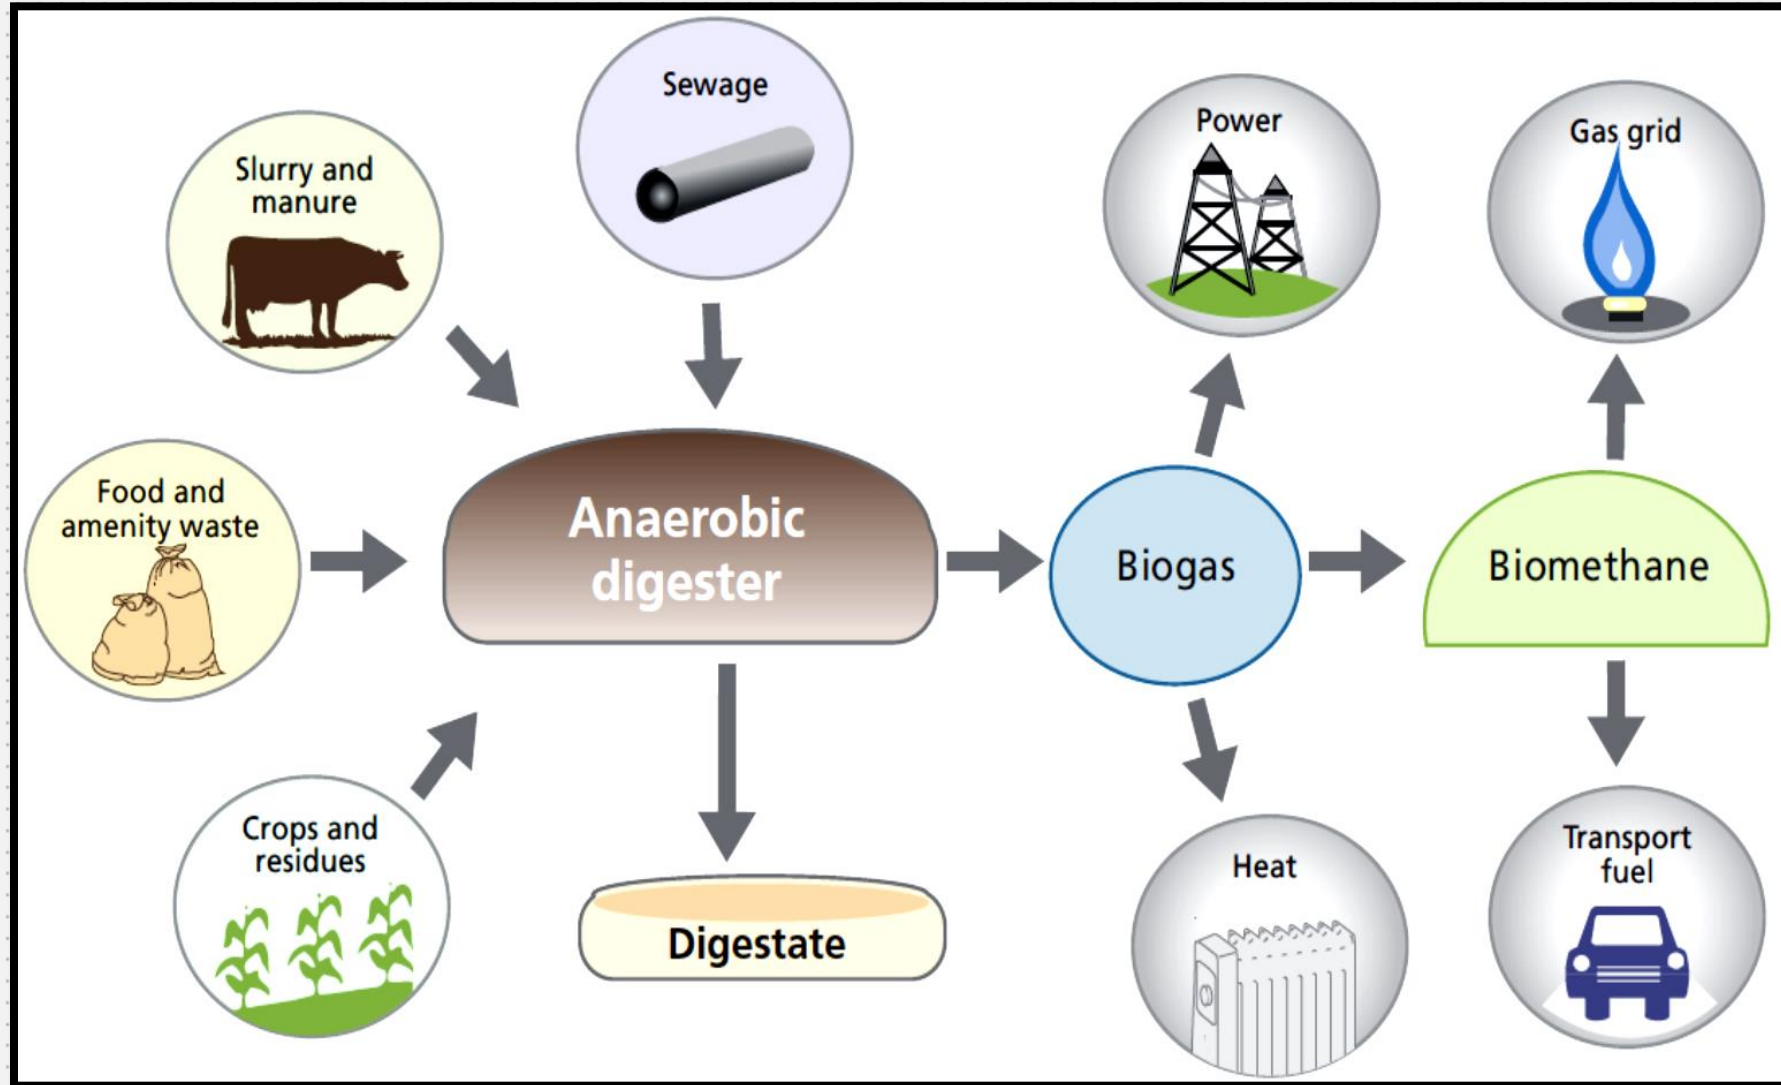 Sewage
Slurry and
manure
Power
Gas grid
Food and
amenity waste
Anaerobic
digester
Biogas
Biomethane
Crops and
residues
Digestate
Heat
Transport
fuel